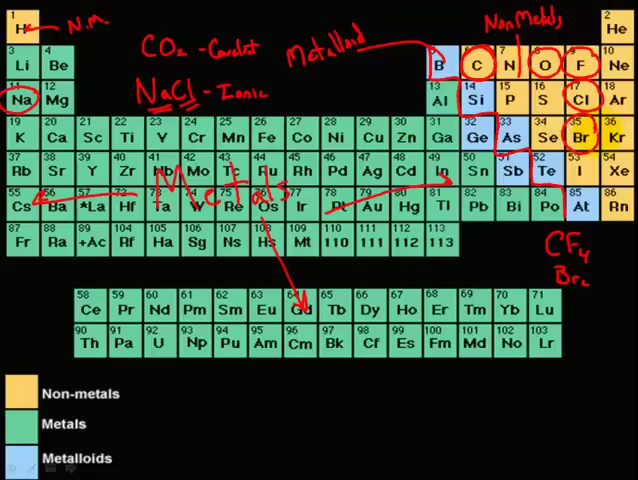 1 2
H N.M. NonMetals He
CO₂ - Covalent
Metalloid
3 4 5 6 7 8 9 10
Li Be B C N O F Ne
NaCl - Ionic
11 12 13 14 15 16 17 18
Na Mg Al Si P S Cl Ar
19 20 21 22 23 24 25 26 27 28 29 30 31 32 33 34 35 36
K Ca Sc Ti V Cr Mn Fe Co Ni Cu Zn Ga Ge As Se Br Kr
37 38 39 40 41 42 43 44 45 46 47 48 49 50 51 52 53 54
Rb Sr Y Zr Nb Mo Tc Ru Rh Pd Ag Cd In Sn Sb Te I Xe
Metals
55 56 57 72 73 74 75 76 77 78 79 80 81 82 83 84 85 86
Cs Ba *La Hf Ta W Re Os Ir Pt Au Hg Tl Pb Bi Po At Rn
87 88 89 104 105 106 107 108 109 110 111 112 113
Fr Ra +Ac Rf Ha Sg Ns Hs Mt 110 111 112 113
CF₄
Br₂
58 59 60 61 62 63 64 65 66 67 68 69 70 71
Ce Pr Nd Pm Sm Eu Gd Tb Dy Ho Er Tm Yb Lu
90 91 92 93 94 95 96 97 98 99 100 101 102 103
Th Pa U Np Pu Am Cm Bk Cf Es Fm Md No Lr
Non-metals
Metals
Metalloids